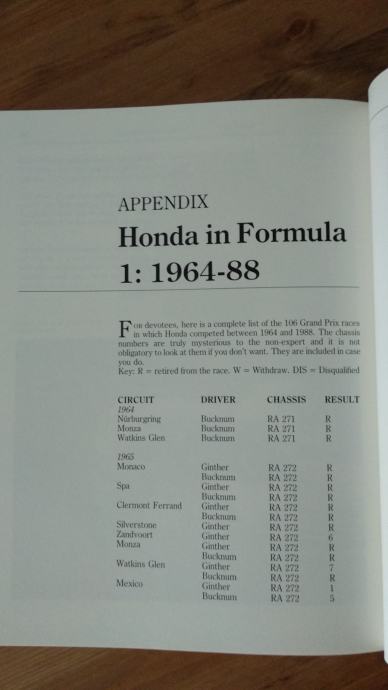 APPENDIX
Honda in Formula
1: 1964-88
FOR devotees, here is a complete list of the 106 Grand Prix races
in which Honda competed between 1964 and 1988. The chassis
numbers are truly mysterious to the non-expert and it is not
obligatory to look at them if you don't want. They are included in case
you do.
Key: R = retired from the race. W = Withdraw. DIS = Disqualified
CIRCUIT DRIVER CHASSIS RESULT
1964
Nürburgring Bucknum RA 271 R
Monza Bucknum RA 271 R
Watkins Glen Bucknum RA 271 R
1965
Monaco Ginther RA 272 R
Bucknum RA 272 R
Spa Ginther RA 272 R
Bucknum RA 272 R
Clermont Ferrand Ginther RA 272 R
Bucknum RA 272 R
Silverstone Ginther RA 272 R
Zandvoort Ginther RA 272 6
Monza Ginther RA 272 R
Bucknum RA 272 R
Watkins Glen Ginther RA 272 7
Bucknum RA 272 R
Mexico Ginther RA 272 1
Bucknum RA 272 5